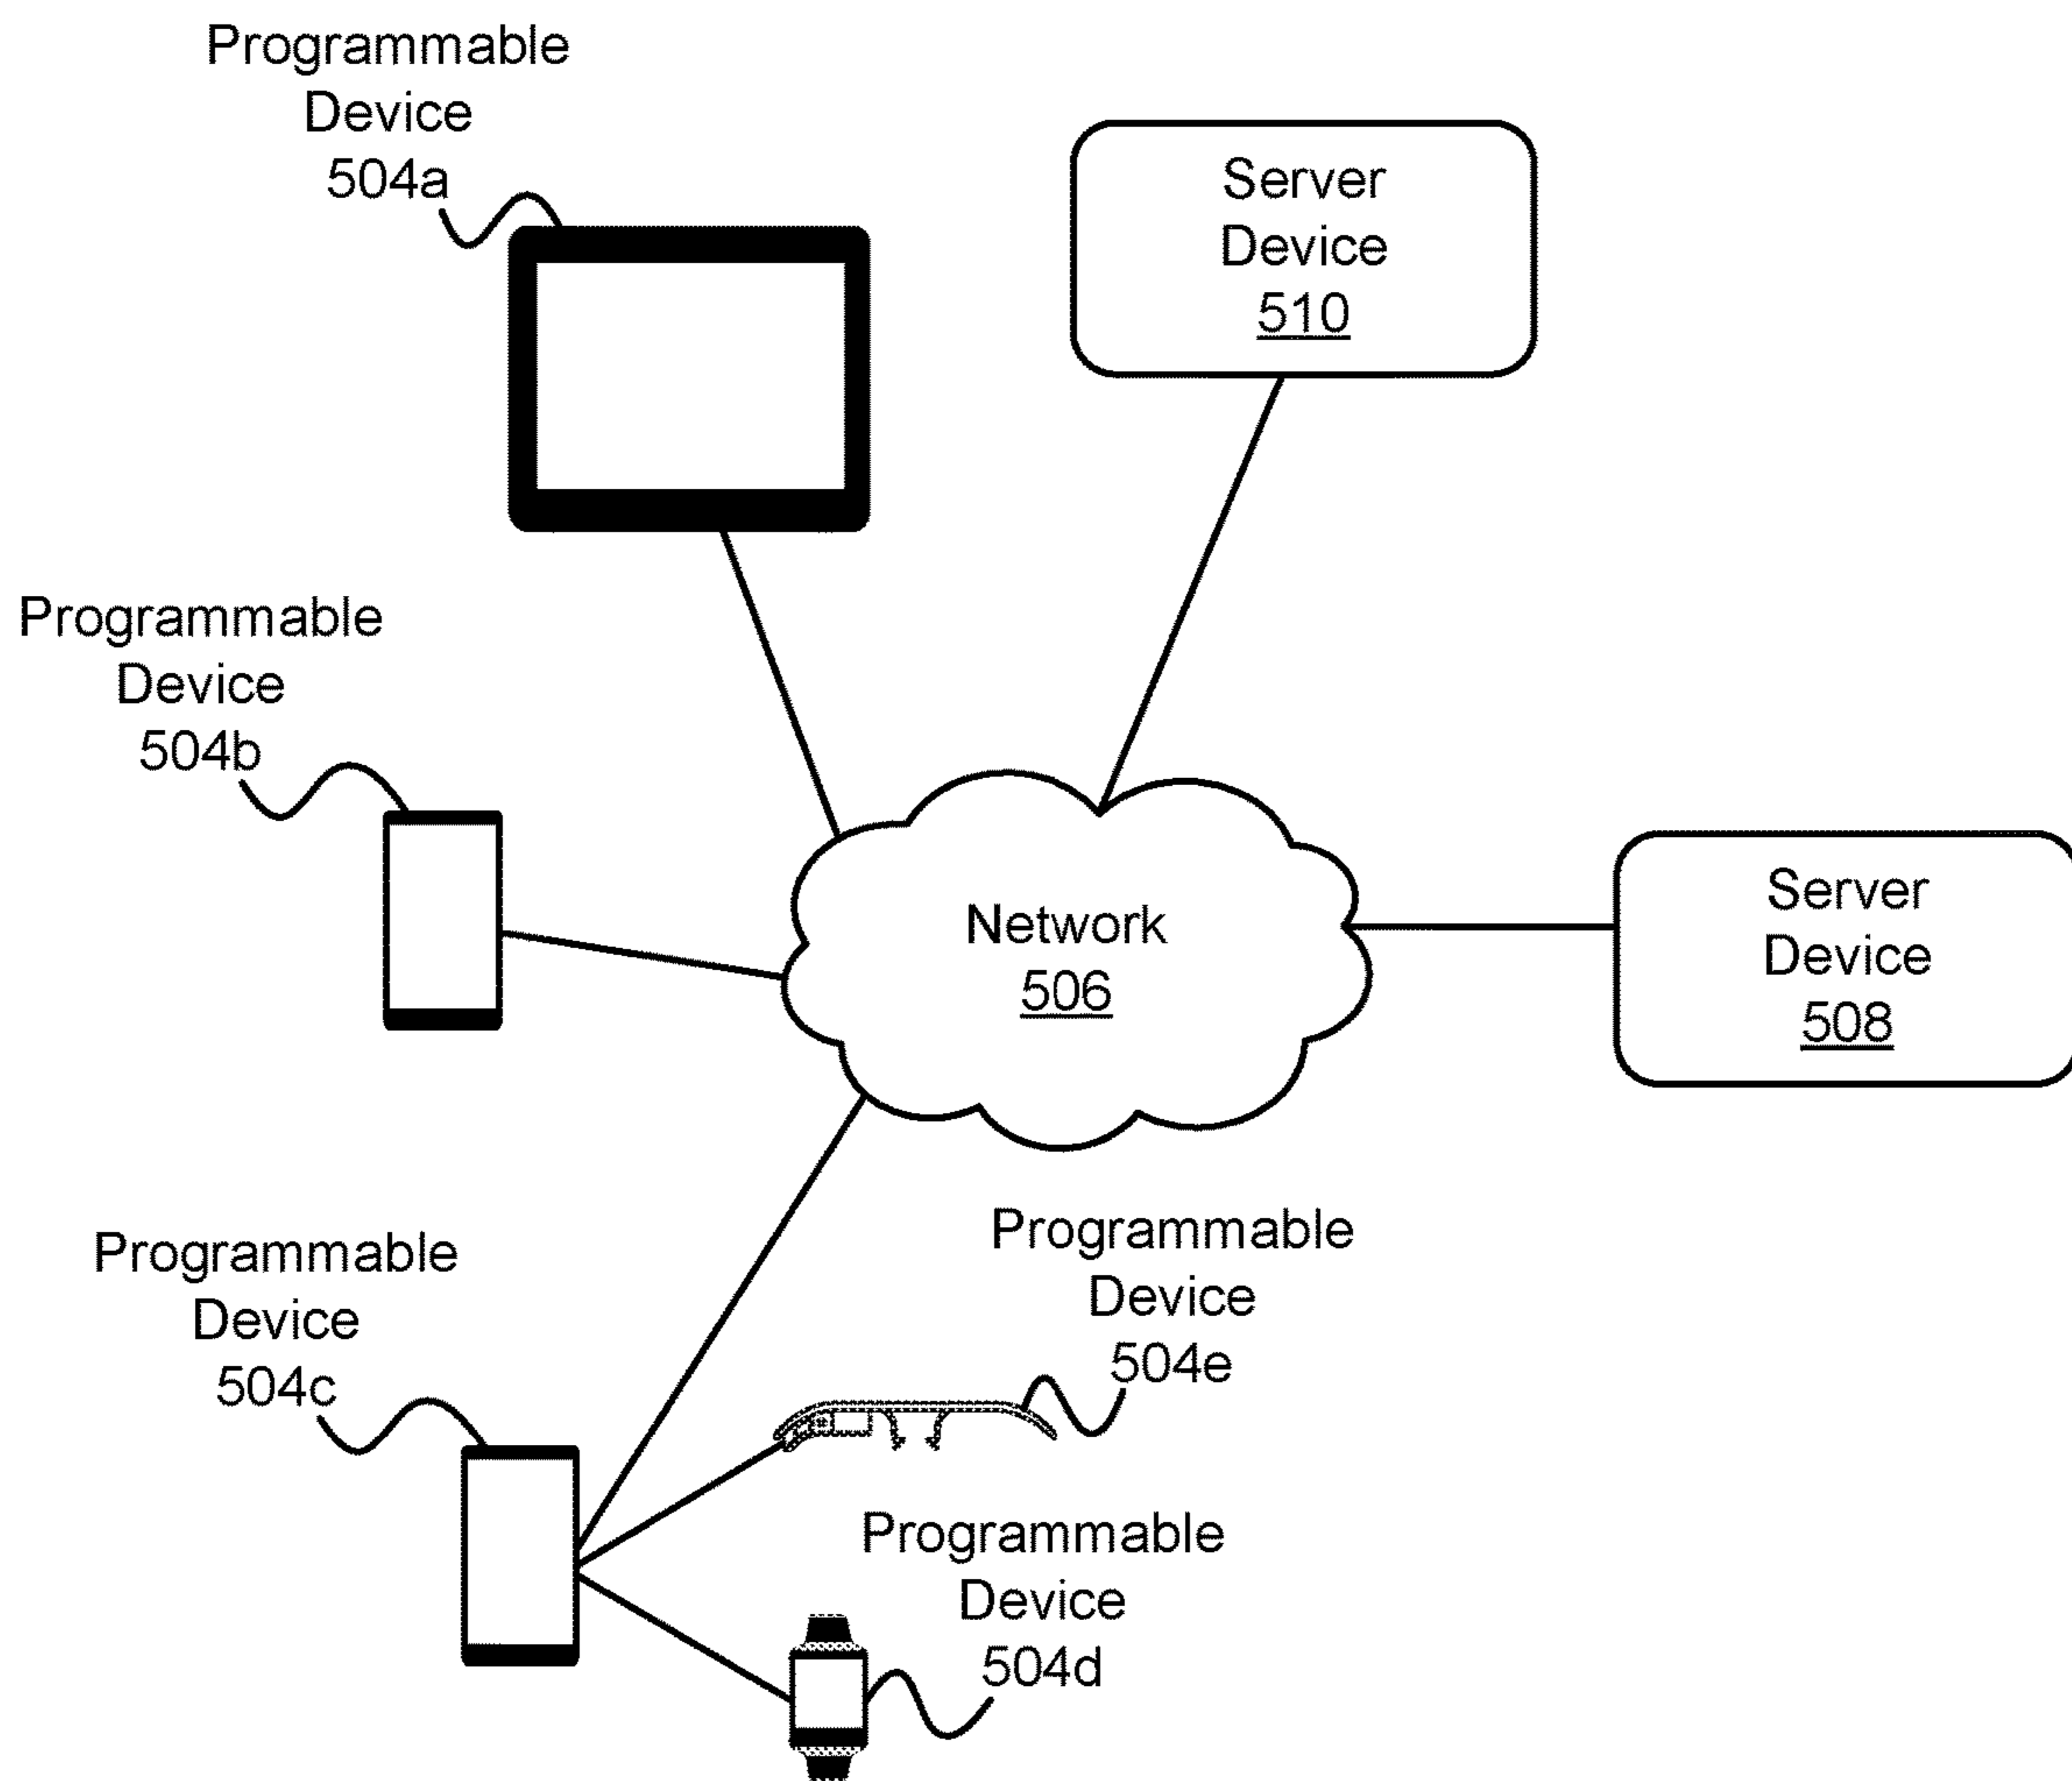 Programmable
Device
504a
Server
Device
510
Programmable
Device
504b
Network
506
Server
Device
508
Programmable
Device
504c
Programmable
Device
504e
Programmable
Device
504d